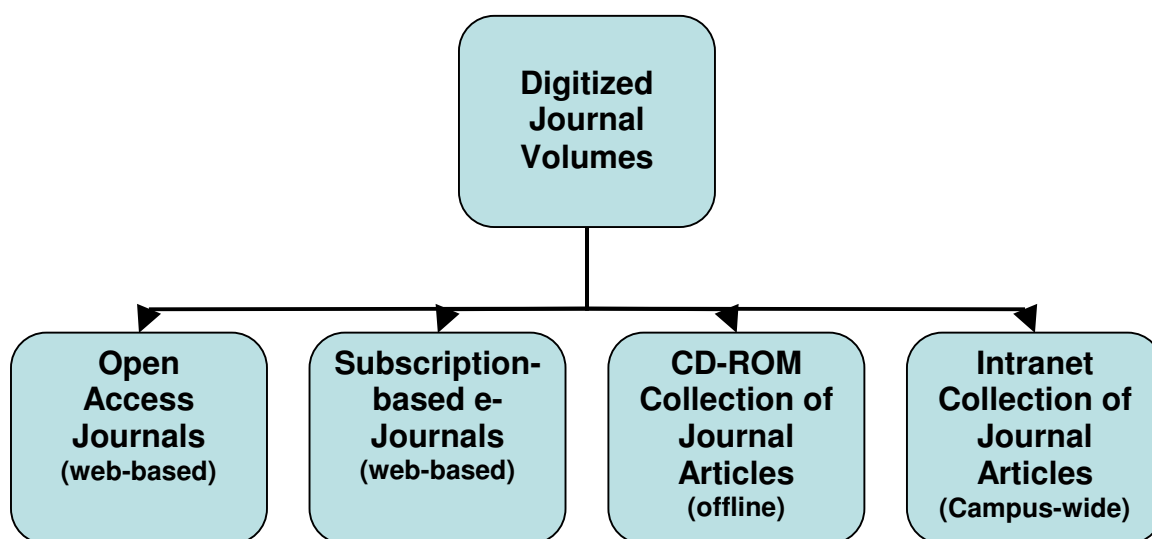 Digitized
Journal
Volumes
Open
Access
Journals
(web-based)
Subscription-
based e-
Journals
(web-based)
CD-ROM
Collection of
Journal
Articles
(offline)
Intranet
Collection of
Journal
Articles
(Campus-wide)